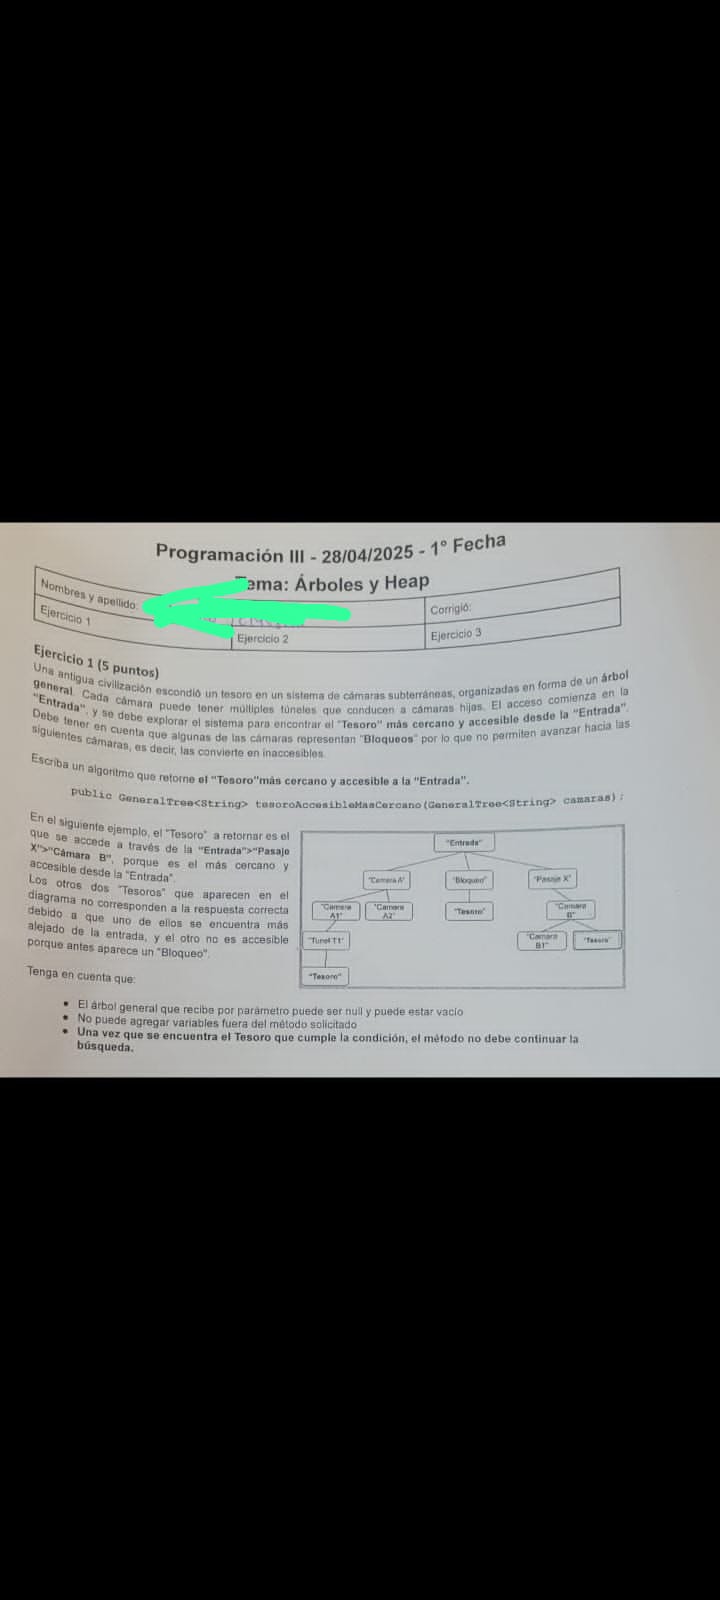 Programación III - 28/04/2025 - 1° Fecha
Tema: Árboles y Heap
Nombres y apellido:
Corrigió:
Ejercicio 1
Ejercicio 2
Ejercicio 3
Ejercicio 1 (5 puntos)
Una antigua civilización escondió un tesoro en un sistema de cámaras subterráneas, organizadas en forma de un árbol
general. Cada cámara puede tener múltiples túneles que conducen a cámaras hijas. El acceso comienza en la
"Entrada", y se debe explorar el sistema para encontrar el "Tesoro" más cercano y accesible desde la "Entrada".
Debe tener en cuenta que algunas de las cámaras representan "Bloqueos" por lo que no permiten avanzar hacia las
siguientes cámaras, es decir, las convierte en inaccesibles.
Escriba un algoritmo que retorne el "Tesoro"más cercano y accesible a la "Entrada".
public GeneralTree<String> tesoroAccesibleMasCercano(GeneralTree<String> camaras);
En el siguiente ejemplo, el "Tesoro" a retornar es el
que se accede a través de la "Entrada">"Pasaje
X">"Cámara B", porque es el más cercano y
accesible desde la "Entrada".
Los otros dos "Tesoros" que aparecen en el
diagrama no corresponden a la respuesta correcta
debido a que uno de ellos se encuentra más
alejado de la entrada, y el otro no es accesible
porque antes aparece un "Bloqueo".
"Entrada"
"Camara A"
"Bloqueo"
"Pasaje X"
"Camara
A1"
"Camara
A2"
"Tesoro"
"Camara
B"
"Tunel T1"
"Camara
B1"
"Tesoro"
"Tesoro"
Tenga en cuenta que:
• El árbol general que recibe por parámetro puede ser null y puede estar vacío
• No puede agregar variables fuera del método solicitado
• Una vez que se encuentra el Tesoro que cumple la condición, el método no debe continuar la
búsqueda.